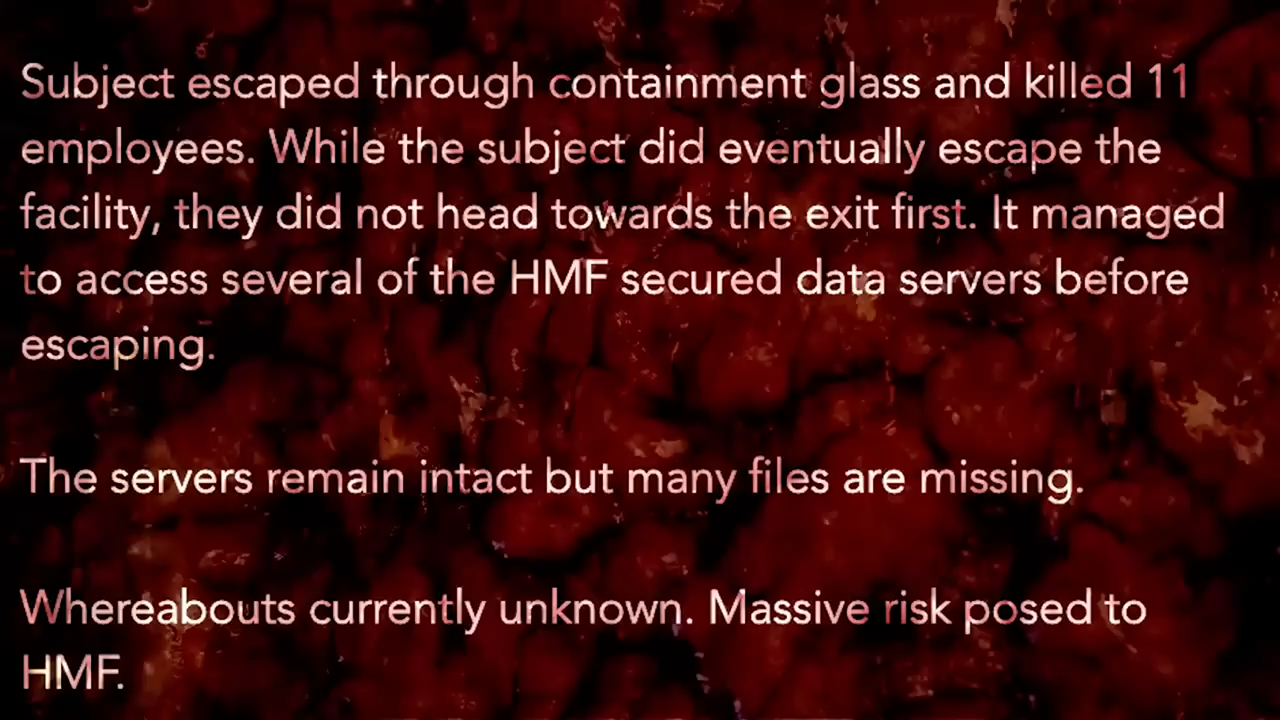 Subject escaped through containment glass and killed 11
employees. While the subject did eventually escape the
facility, they did not head towards the exit first. It managed
to access several of the HMF secured data servers before
escaping.
The servers remain intact but many files are missing.
Whereabouts currently unknown. Massive risk posed to
HMF.